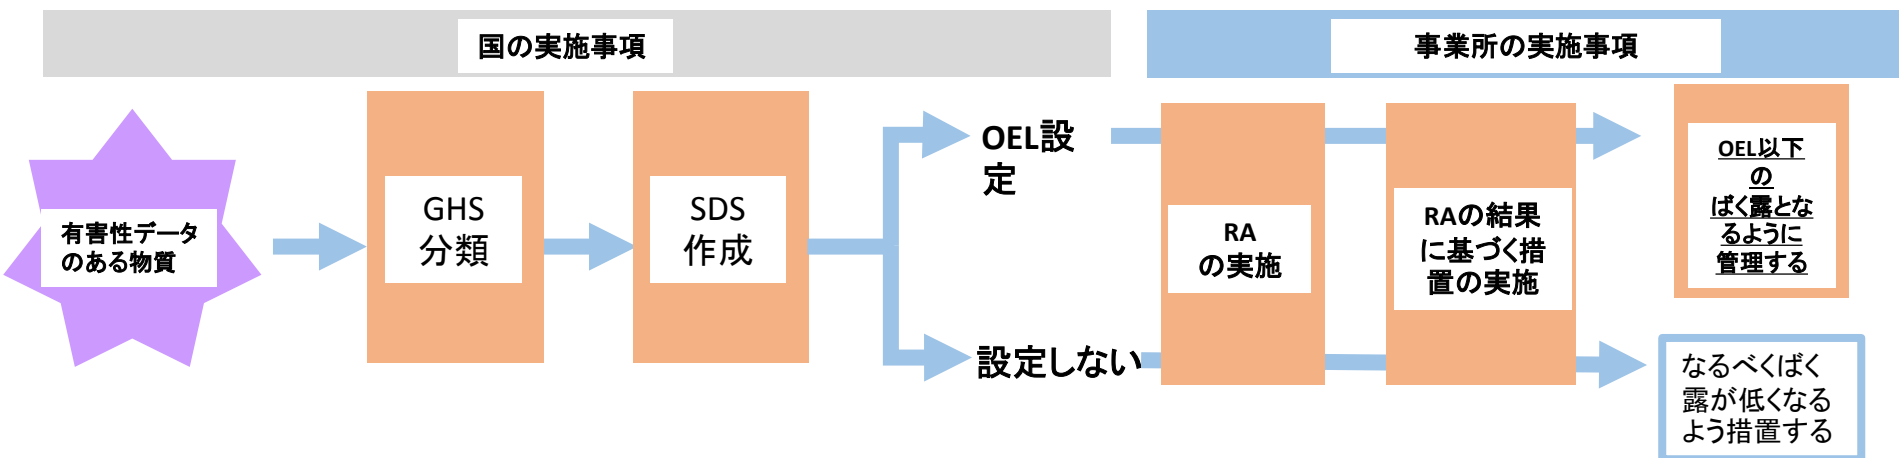 国の実施事項
事業所の実施事項
有害性データ
のある物質
GHS
分類
SDS
作成
OEL設
定
設定しない
RA
の実施
RAの結果
に基づく措
置の実施
OEL以下
の
ばく露とな
るように
管理する
なるべくばく
露が低くなる
よう措置する